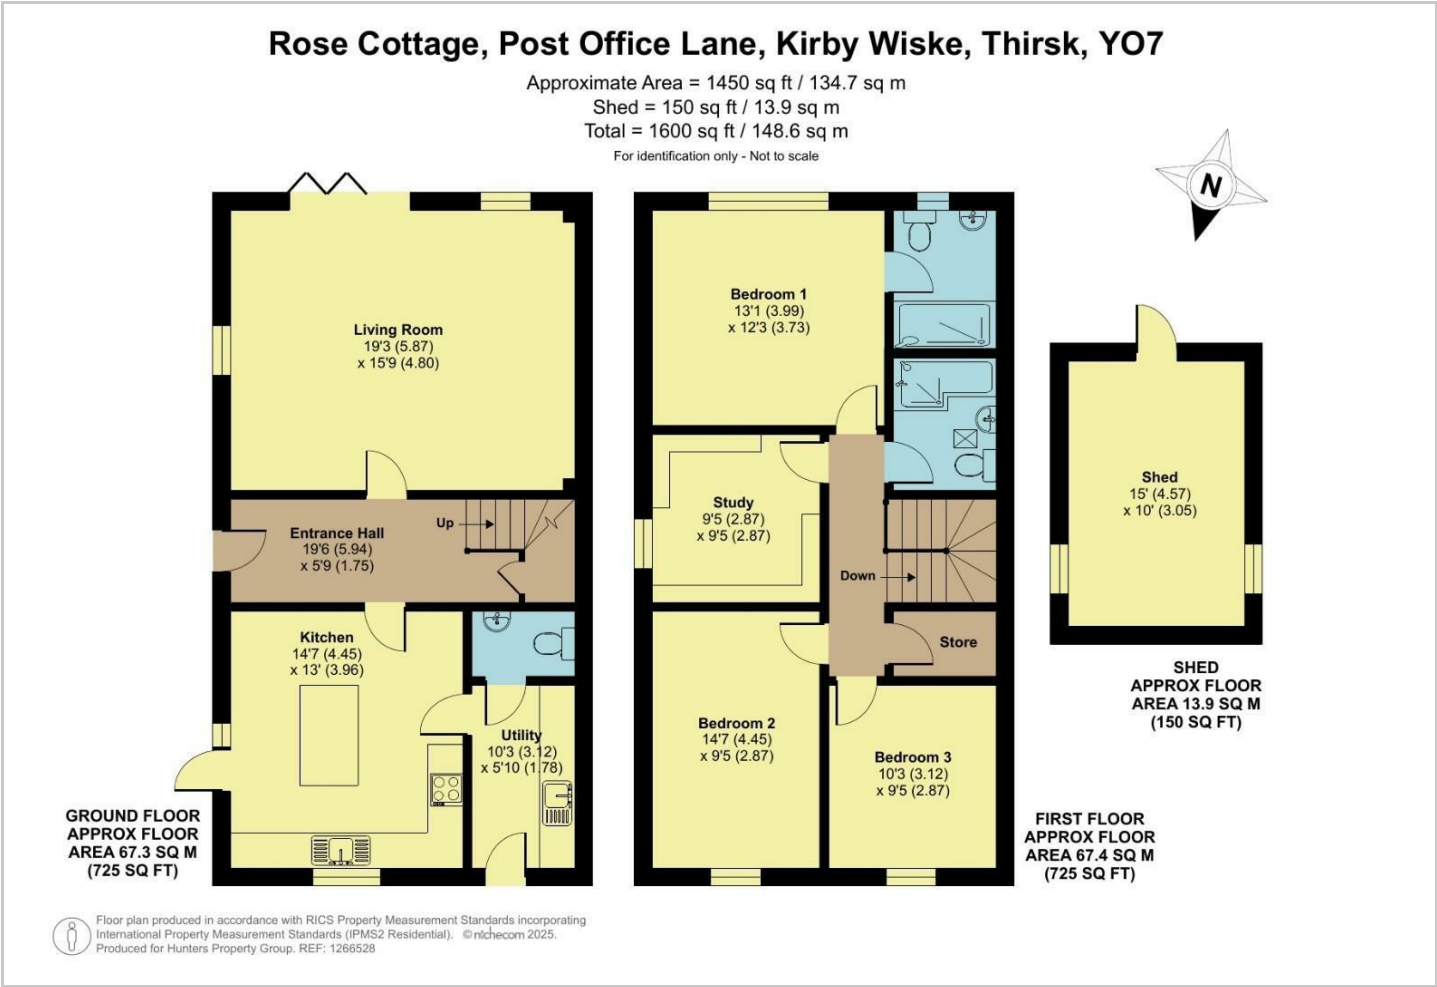 Rose Cottage, Post Office Lane, Kirby Wiske, Thirsk, YO7
Approximate Area = 1450 sq ft / 134.7 sq m
Shed = 150 sq ft / 13.9 sq m
Total = 1600 sq ft / 148.6 sq m
For identification only - Not to scale
N
Living Room
19'3 (5.87)
x 15'9 (4.80)
Up
Entrance Hall
19'6 (5.94)
x 5'9 (1.75)
Kitchen
14'7 (4.45)
x 13' (3.96)
Utility
10'3 (3.12)
x 5'10 (1.78)
GROUND FLOOR
APPROX FLOOR
AREA 67.3 SQ M
(725 SQ FT)
Bedroom 1
13'1 (3.99)
x 12'3 (3.73)
Study
9'5 (2.87)
x 9'5 (2.87)
Down
Store
Bedroom 2
14'7 (4.45)
x 9'5 (2.87)
Bedroom 3
10'3 (3.12)
x 9'5 (2.87)
FIRST FLOOR
APPROX FLOOR
AREA 67.4 SQ M
(725 SQ FT)
Shed
15' (4.57)
x 10' (3.05)
SHED
APPROX FLOOR
AREA 13.9 SQ M
(150 SQ FT)
Floor plan produced in accordance with RICS Property Measurement Standards incorporating
International Property Measurement Standards (IPMS2 Residential). © nichecom 2025.
Produced for Hunters Property Group. REF: 1266528